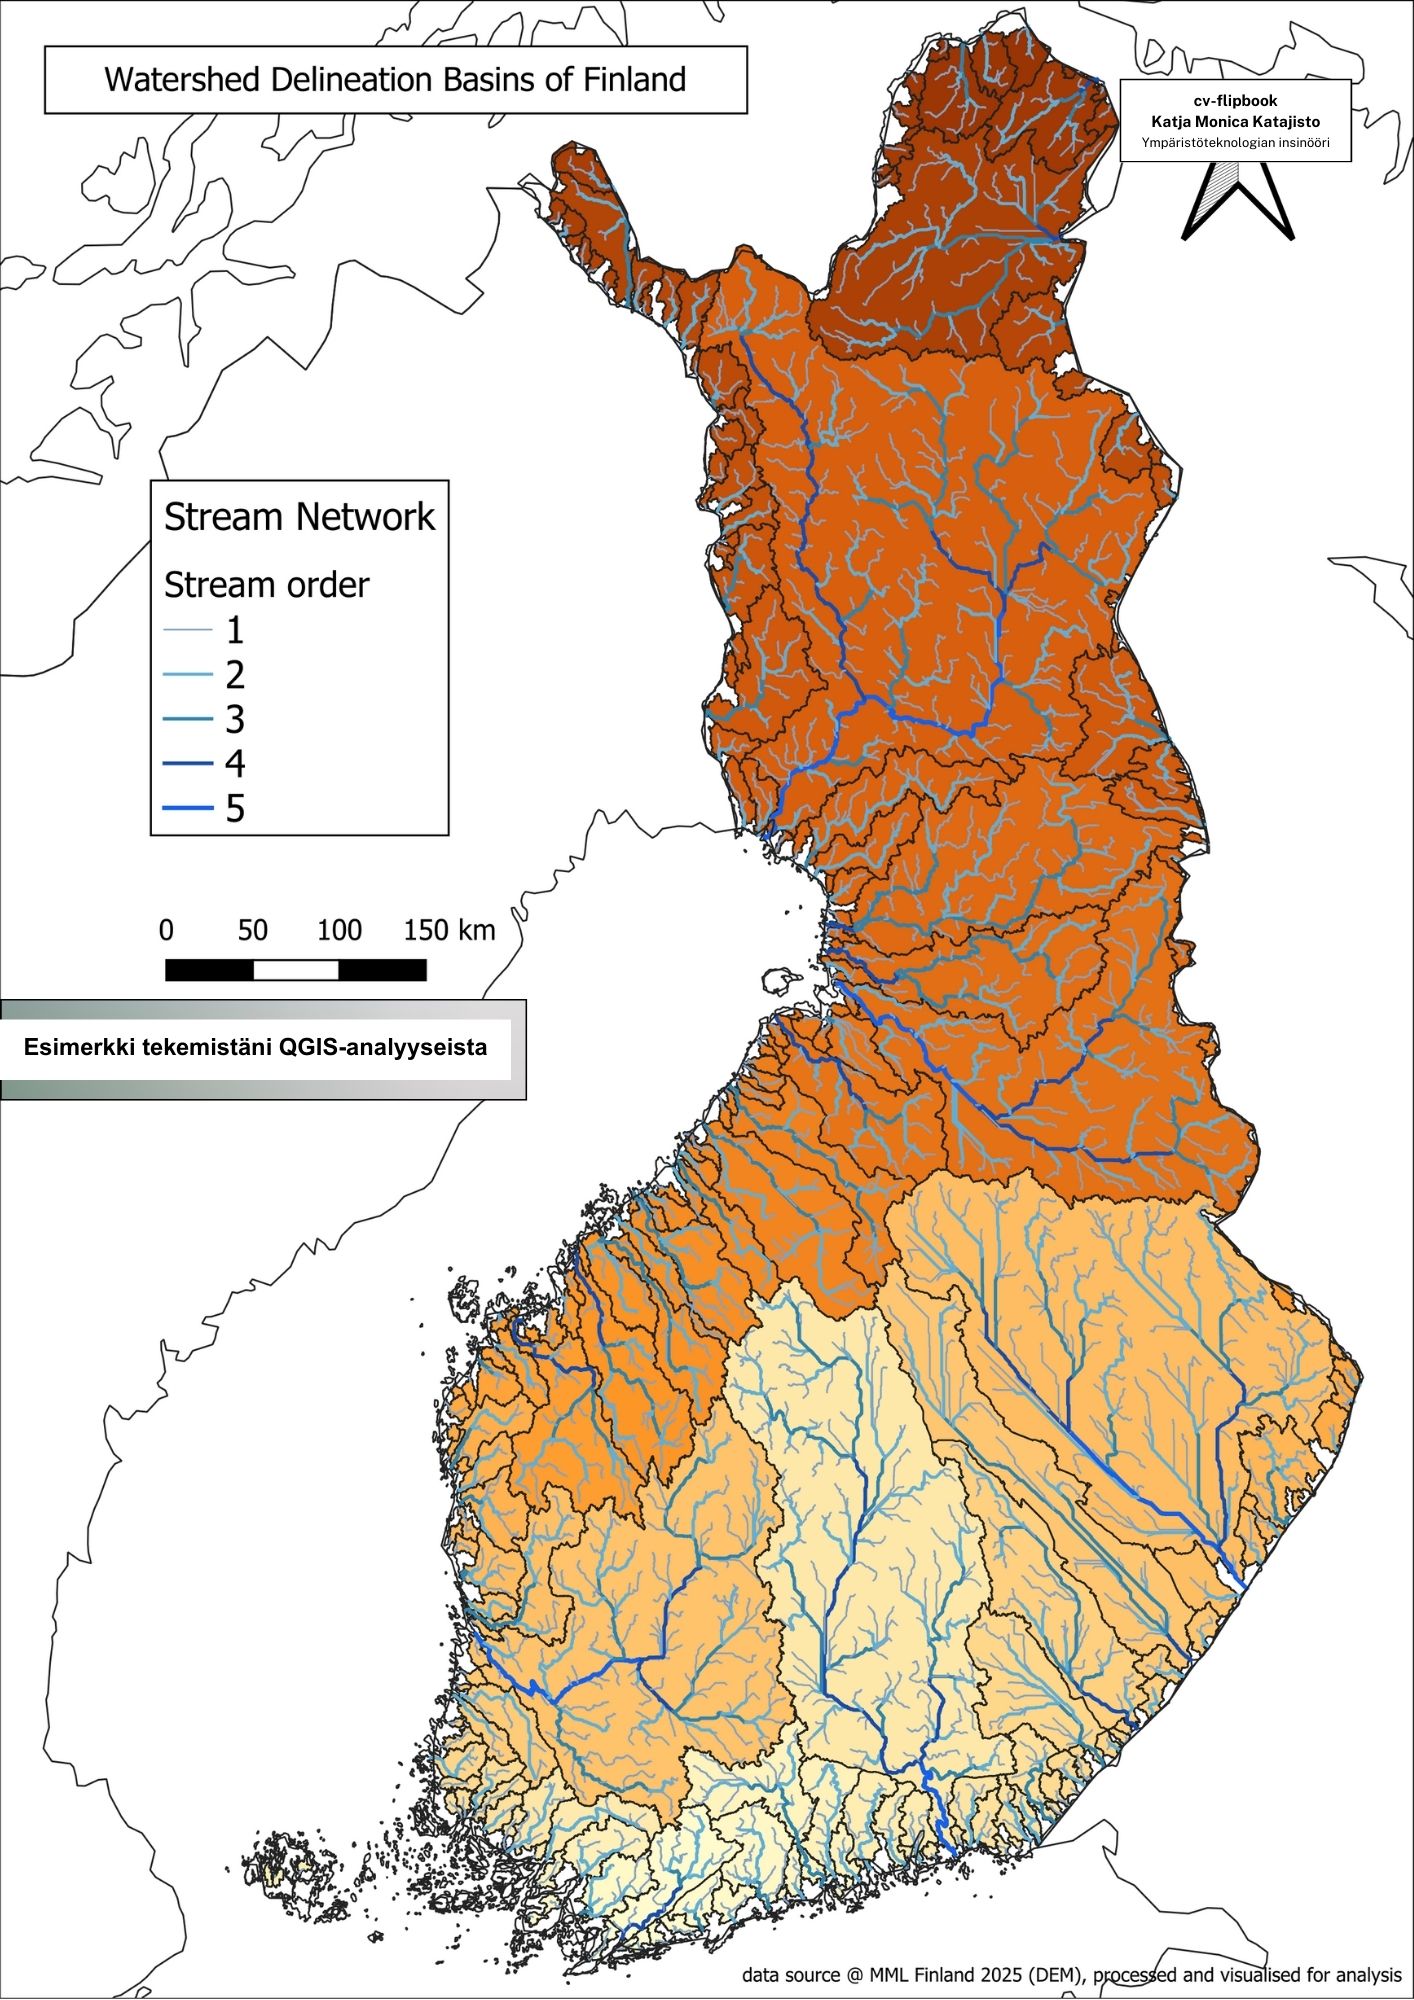 Watershed Delineation Basins of Finland
cv-flipbook
Katja Monica Katajisto
Ympäristöteknologian insinööri
Stream Network
Stream order
1
2
3
4
5
0 50 100 150 km
Esimerkki tekemistäni QGIS-analyyseista
data source @ MML Finland 2025 (DEM), processed and visualised for analysis